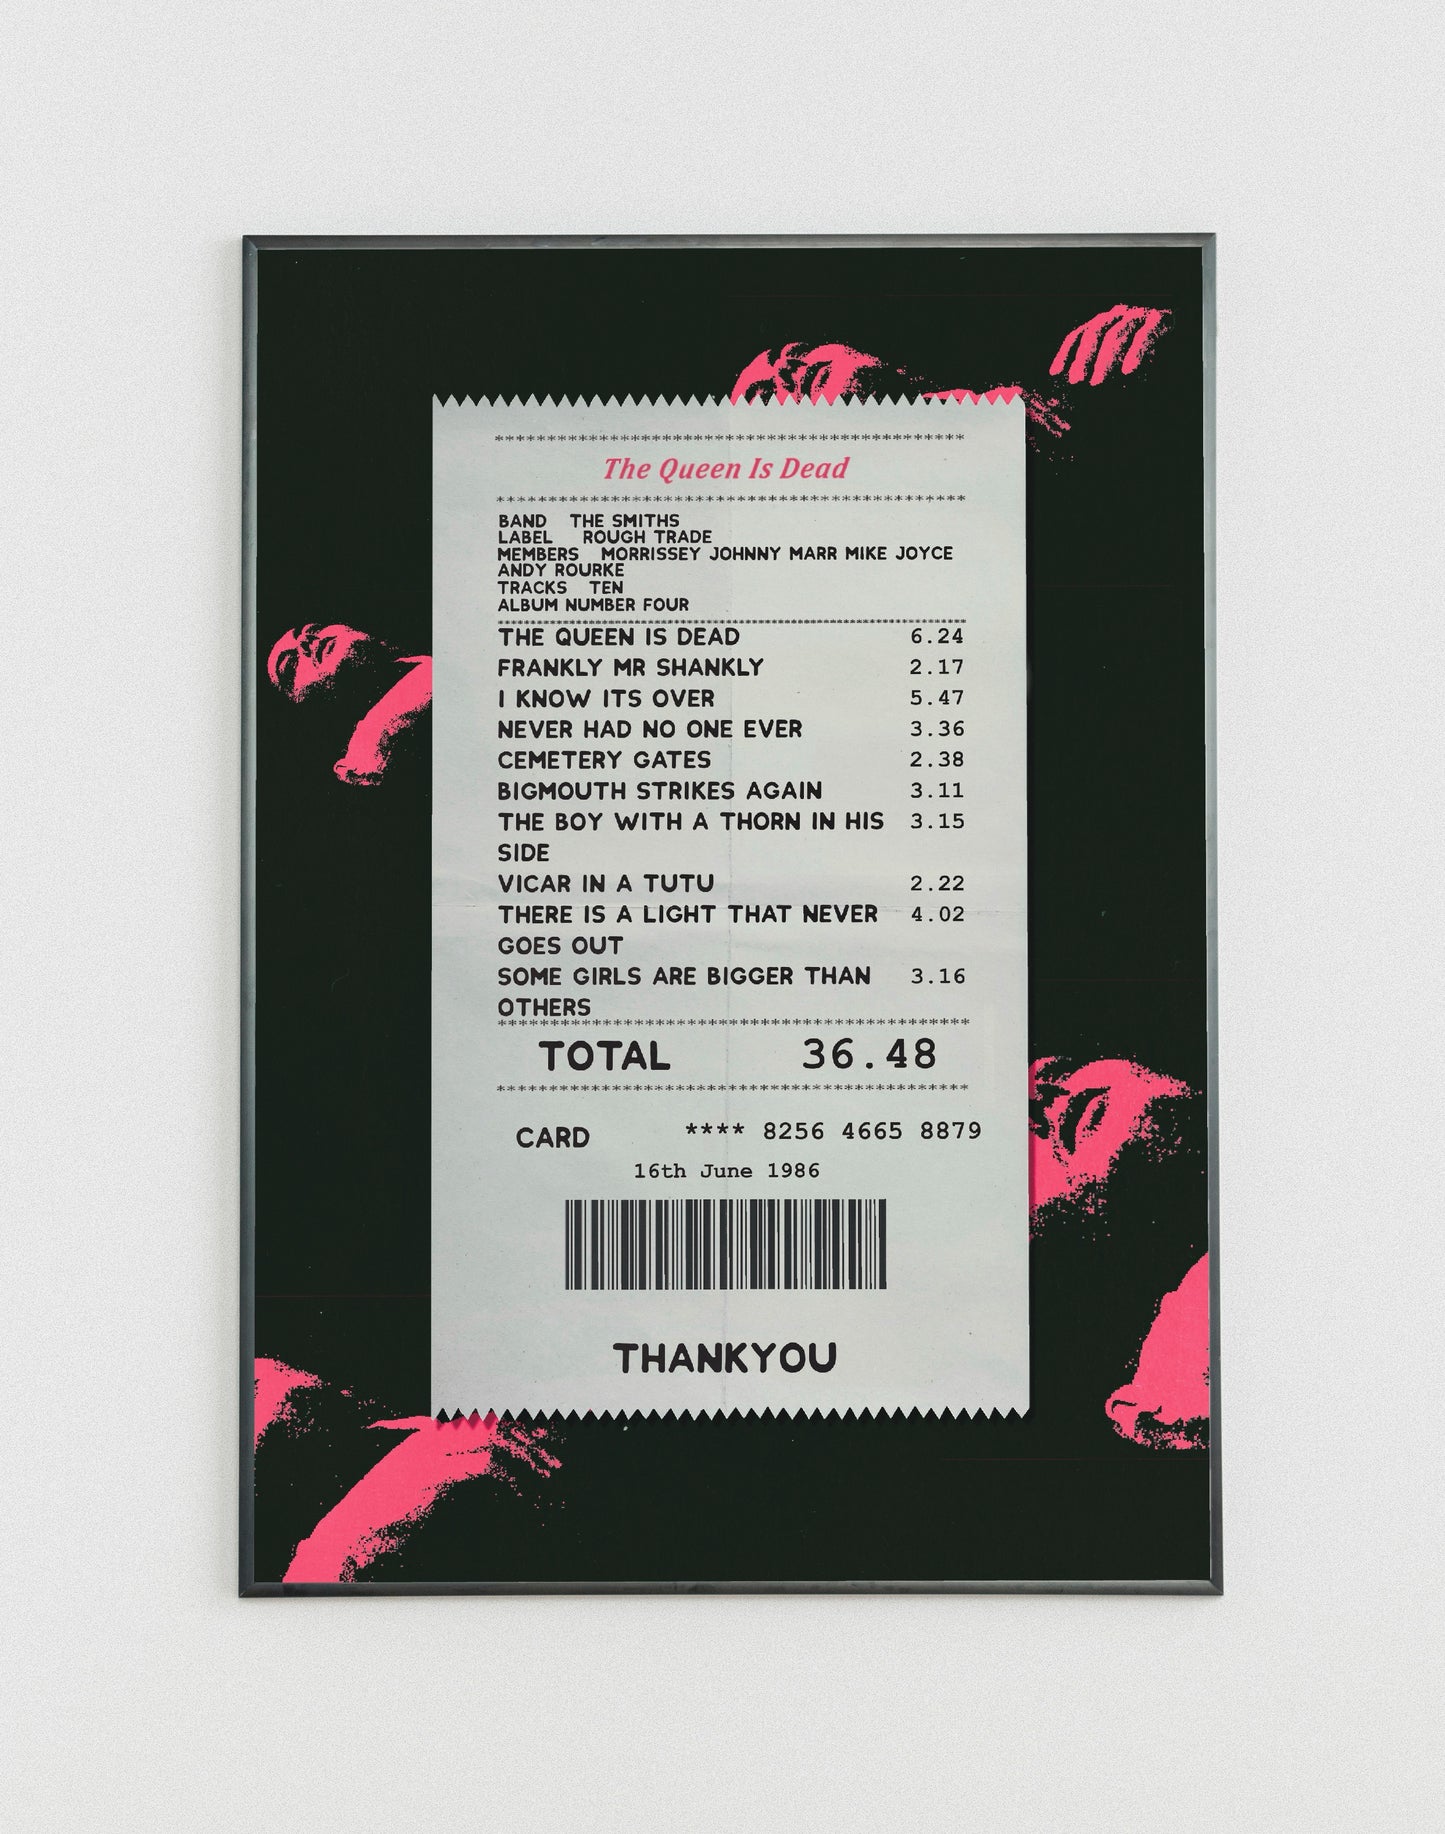 ****************************************
The Queen Is Dead
****************************************
BAND THE SMITHS
LABEL ROUGH TRADE
MEMBERS MORRISSEY JOHNNY MARR MIKE JOYCE
ANDY ROURKE
TRACKS TEN
ALBUM NUMBER FOUR
****************************************
THE QUEEN IS DEAD 6.24
FRANKLY MR SHANKLY 2.17
I KNOW ITS OVER 5.47
NEVER HAD NO ONE EVER 3.36
CEMETERY GATES 2.38
BIGMOUTH STRIKES AGAIN 3.11
THE BOY WITH A THORN IN HIS 3.15
SIDE
VICAR IN A TUTU 2.22
THERE IS A LIGHT THAT NEVER 4.02
GOES OUT
SOME GIRLS ARE BIGGER THAN 3.16
OTHERS
****************************************
TOTAL 36.48
****************************************
CARD **** 8256 4665 8879
16th June 1986
THANKYOU